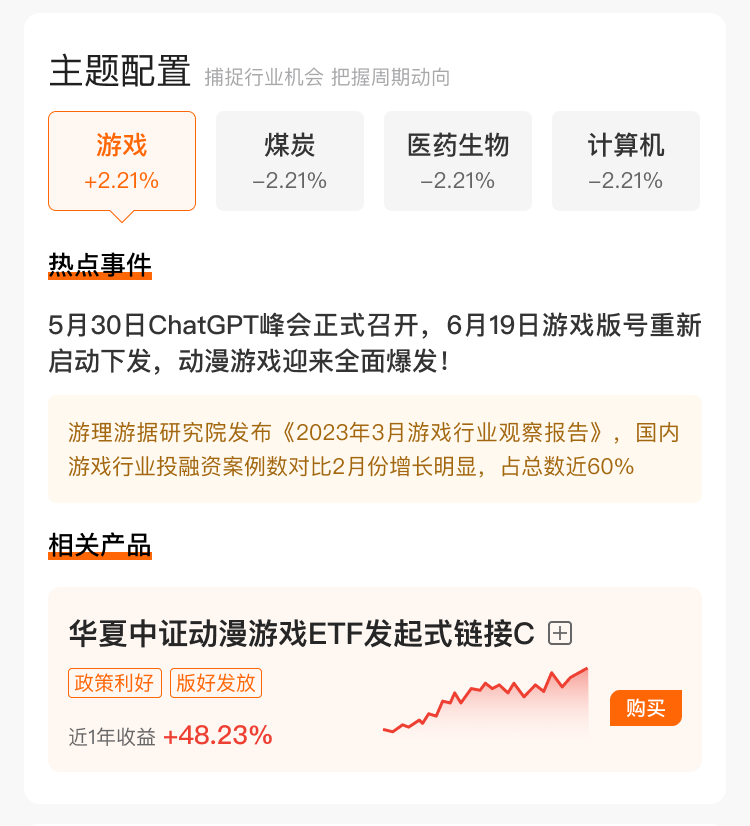 主题配置 捕捉行业机会 把握周期动向
游戏 煤炭 医药生物 计算机
+2.21% −2.21% −2.21% −2.21%
热点事件
5月30日ChatGPT峰会正式召开，6月19日游戏版号重新
启动下发，动漫游戏迎来全面爆发！
游理游据研究院发布《2023年3月游戏行业观察报告》，国内
游戏行业投融资案例数对比2月份增长明显，占总数近60%
相关产品
华夏中证动漫游戏ETF发起式链接C
政策利好 版好发放
购买
近1年收益 +48.23%